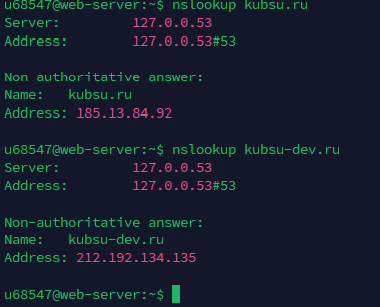 u68547@web-server:~$ nslookup kubsu.ru
Server: 127.0.0.53
Address: 127.0.0.53#53
Non authoritative answer:
Name: kubsu.ru
Address: 185.13.84.92
u68547@web-server:~$ nslookup kubsu-dev.ru
Server: 127.0.0.53
Address: 127.0.0.53#53
Non-authoritative answer:
Name: kubsu-dev.ru
Address: 212.192.134.135
u68547@web-server:~$